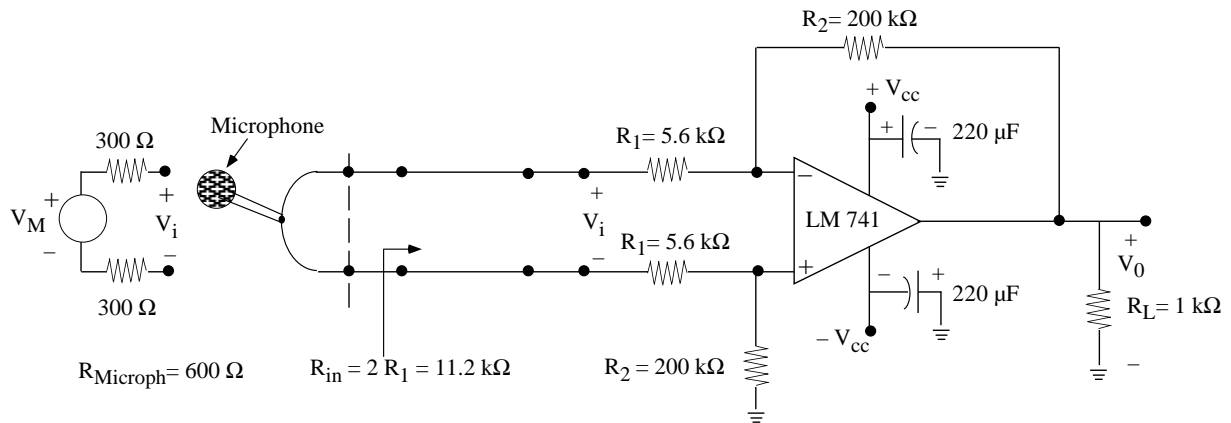 R2= 200 kΩ
+ Vcc
Microphone
300 Ω
R1= 5.6 kΩ
+ –
220 µF
+
+
+
–
VM
Vi
Vi
LM 741
–
–
–
R1= 5.6 kΩ
+
+
V0
300 Ω
– +
220 µF
RL= 1 kΩ
– Vcc
RMicroph= 600 Ω
Rin = 2 R1 = 11.2 kΩ
R2 = 200 kΩ
–